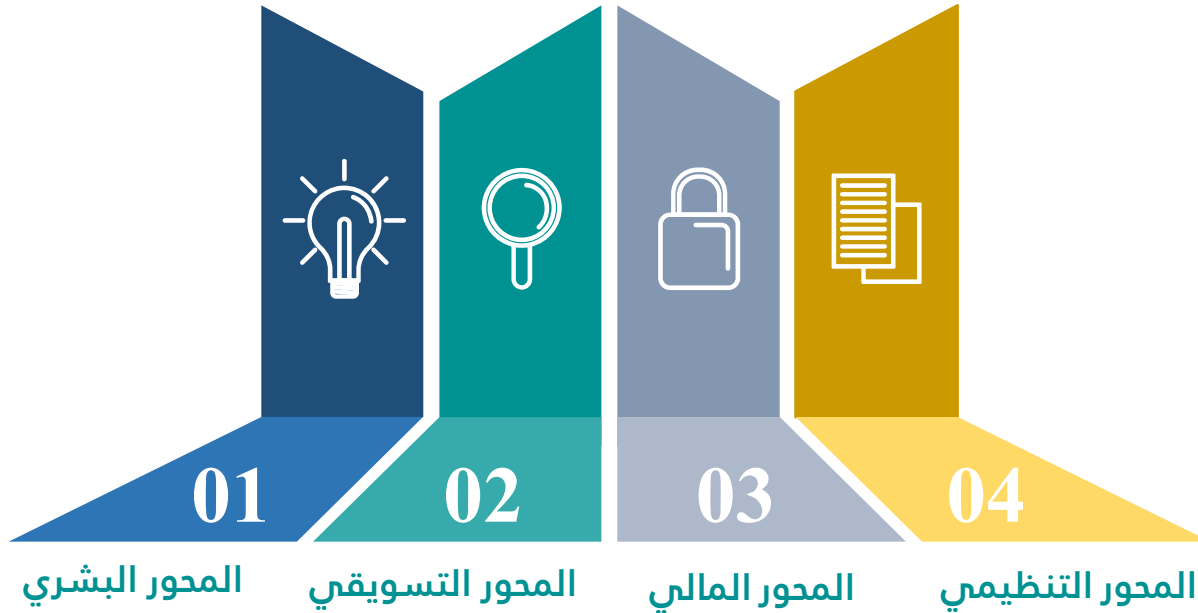 01
02
03
04
المحور البشري
المحور التسويقي
المحور المالي
المحور التنظيمي